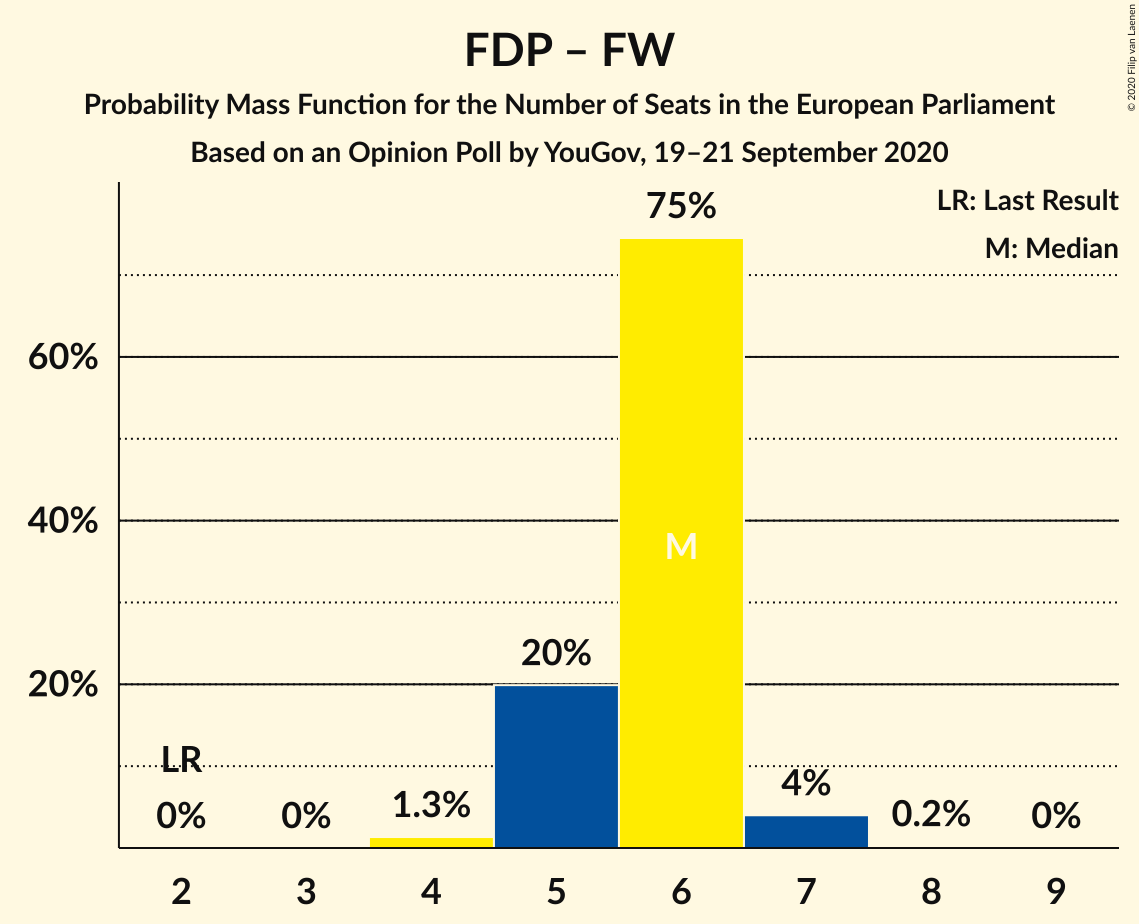 FDP – FW
Probability Mass Function for the Number of Seats in the European Parliament
Based on an Opinion Poll by YouGov, 19–21 September 2020
© 2020 Filip van Laenen
LR: Last Result
M: Median
75%
60%
40%
M
20%
20%
LR
0%
0%
1.3%
4%
0.2%
0%
2 3 4 5 6 7 8 9